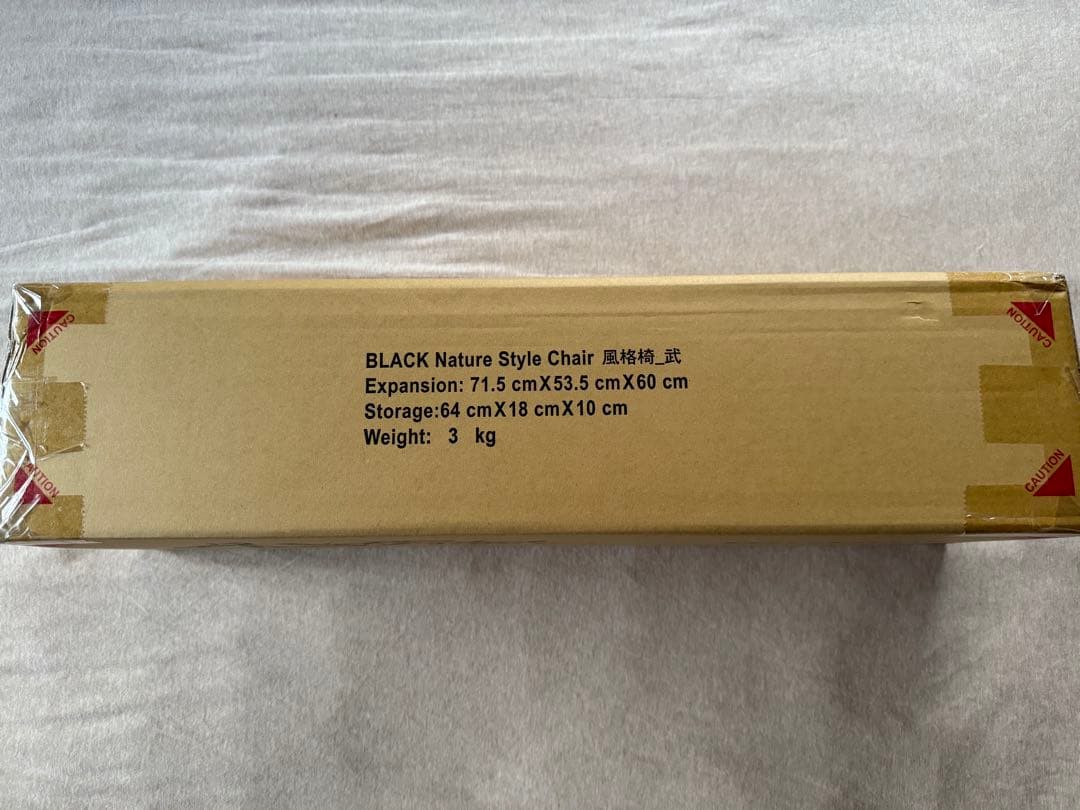 BLACK Nature Style Chair 風格椅_武
Expansion: 71.5 cmX53.5 cmX60 cm
Storage:64 cmX18 cmX10 cm
Weight: 3 kg
CAUTION
CAUTION
CAUTION
CAUTION